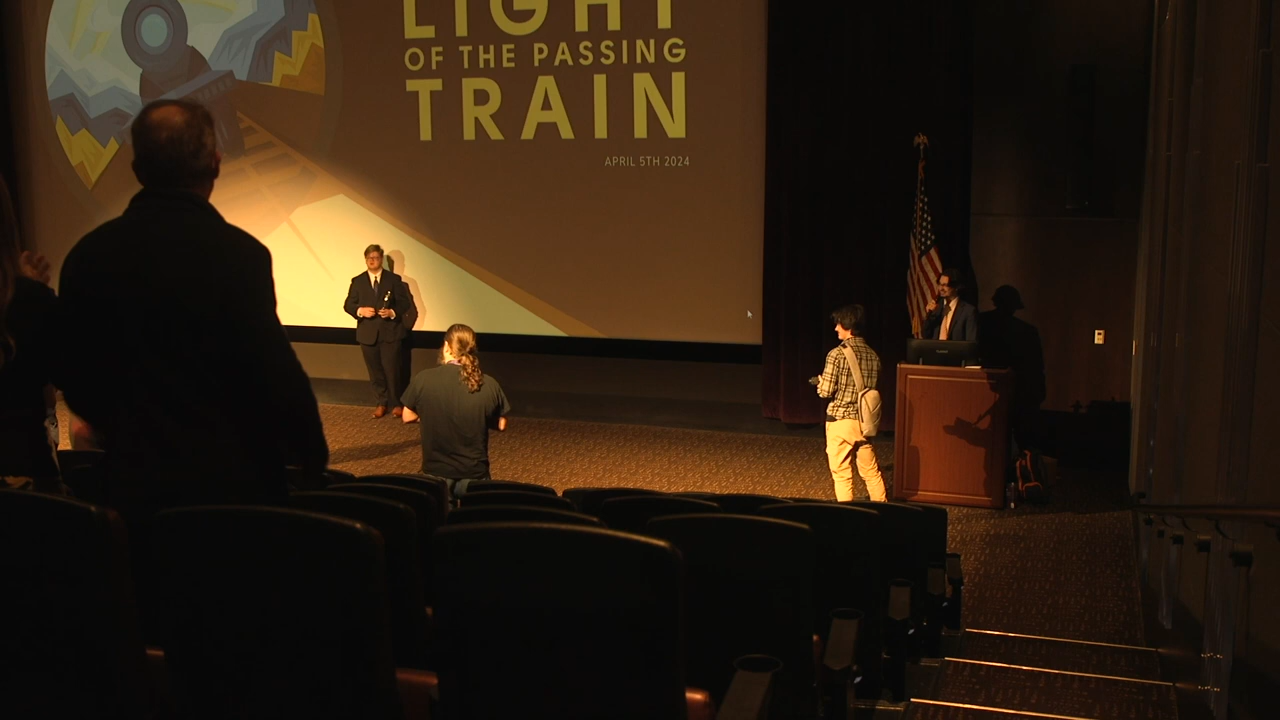 LIGHT
OF THE PASSING
TRAIN
APRIL 5TH 2024